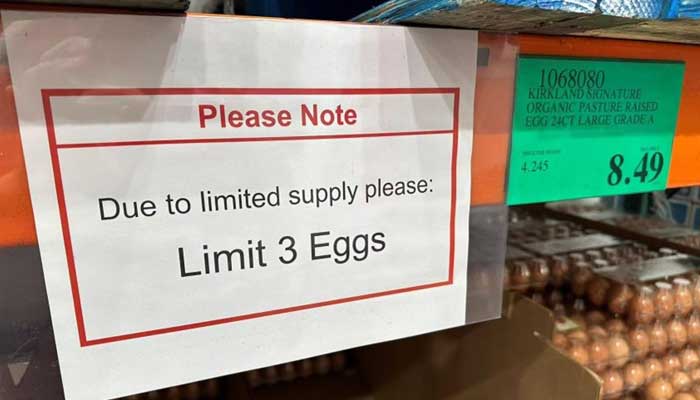 Please Note
Due to limited supply please:
Limit 3 Eggs
1068080
KIRKLAND SIGNATURE
ORGANIC PASTURE RAISED
EGG 24CT LARGE GRADE A
4.245
8.49